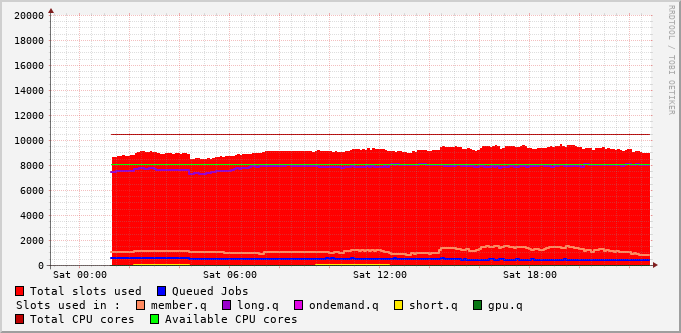 20000
18000
16000
14000
12000
10000
8000
6000
4000
2000
0
Sat 00:00 Sat 06:00 Sat 12:00 Sat 18:00
RRDTOOL / TOBI OETIKER
Total slots used Queued Jobs
Slots used in : member.q long.q ondemand.q short.q gpu.q
Total CPU cores Available CPU cores